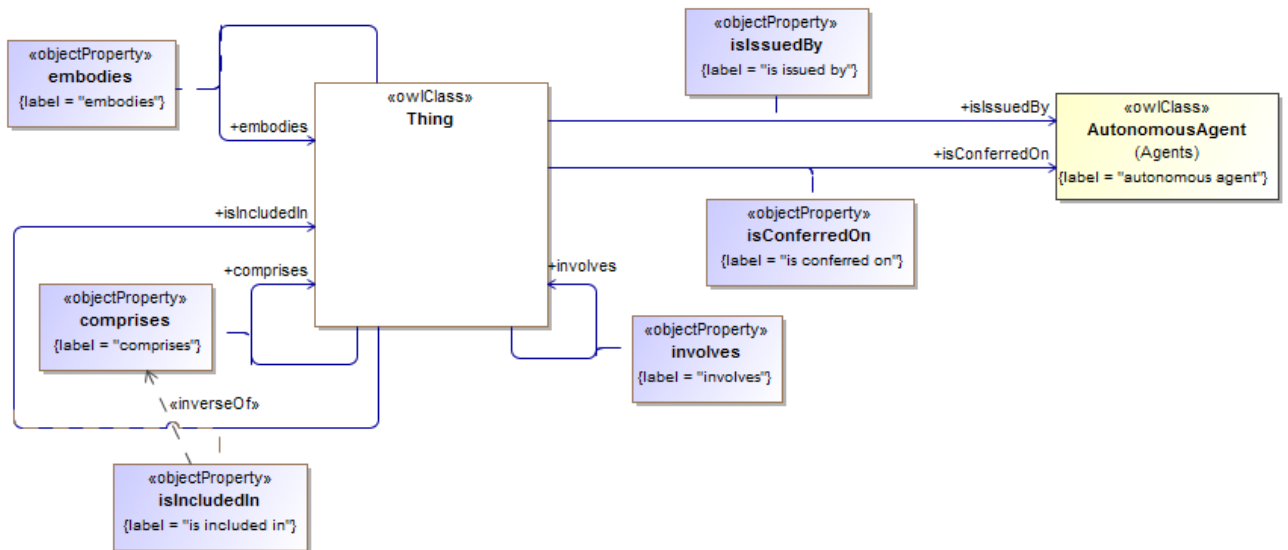 «objectProperty»
embodies
{label = "embodies"}
+embodies
«owlClass»
Thing
«objectProperty»
isIssuedBy
{label = "is issued by"}
+isIssuedBy
+isConferredOn
«owlClass»
AutonomousAgent
(Agents)
{label = "autonomous agent"}
«objectProperty»
isConferredOn
{label = "is conferred on"}
+isIncludedIn
+comprises
+involves
«objectProperty»
comprises
{label = "comprises"}
«objectProperty»
involves
{label = "involves"}
«inverseOf»
«objectProperty»
isIncludedIn
{label = "is included in"}